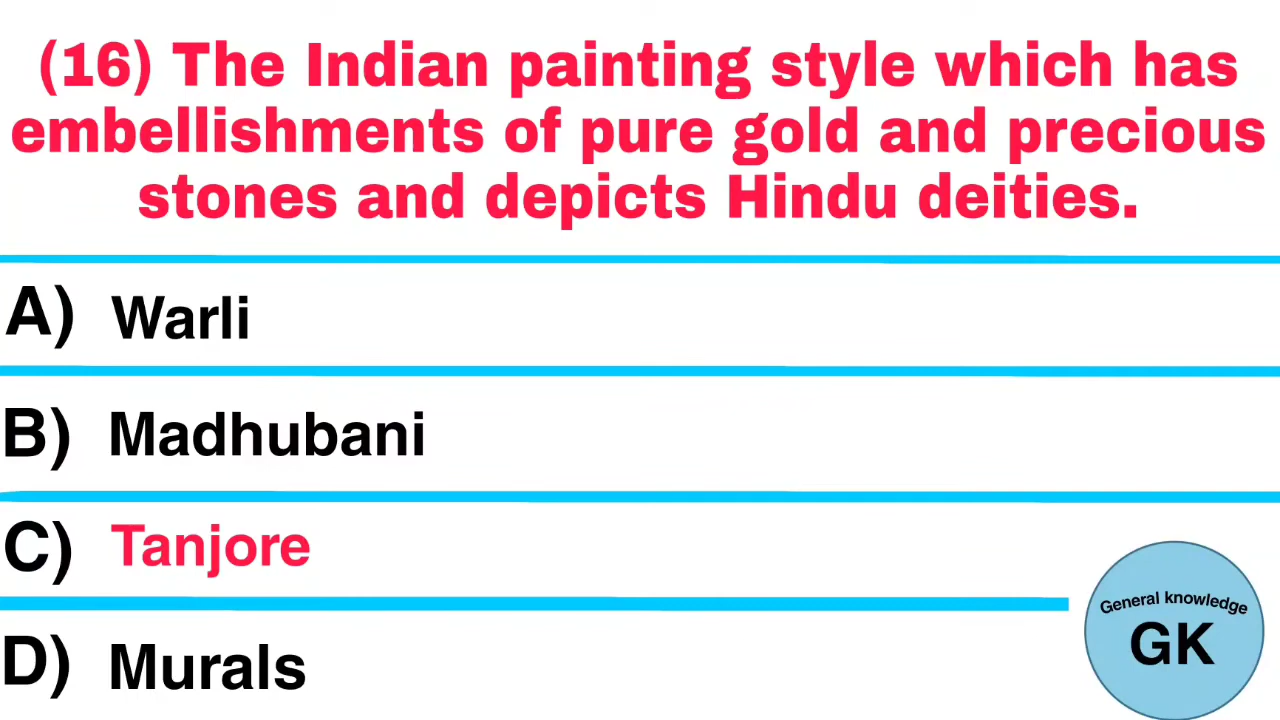 (16) The Indian painting style which has
embellishments of pure gold and precious
stones and depicts Hindu deities.
A) Warli
B) Madhubani
C) Tanjore
D) Murals
General knowledge
GK